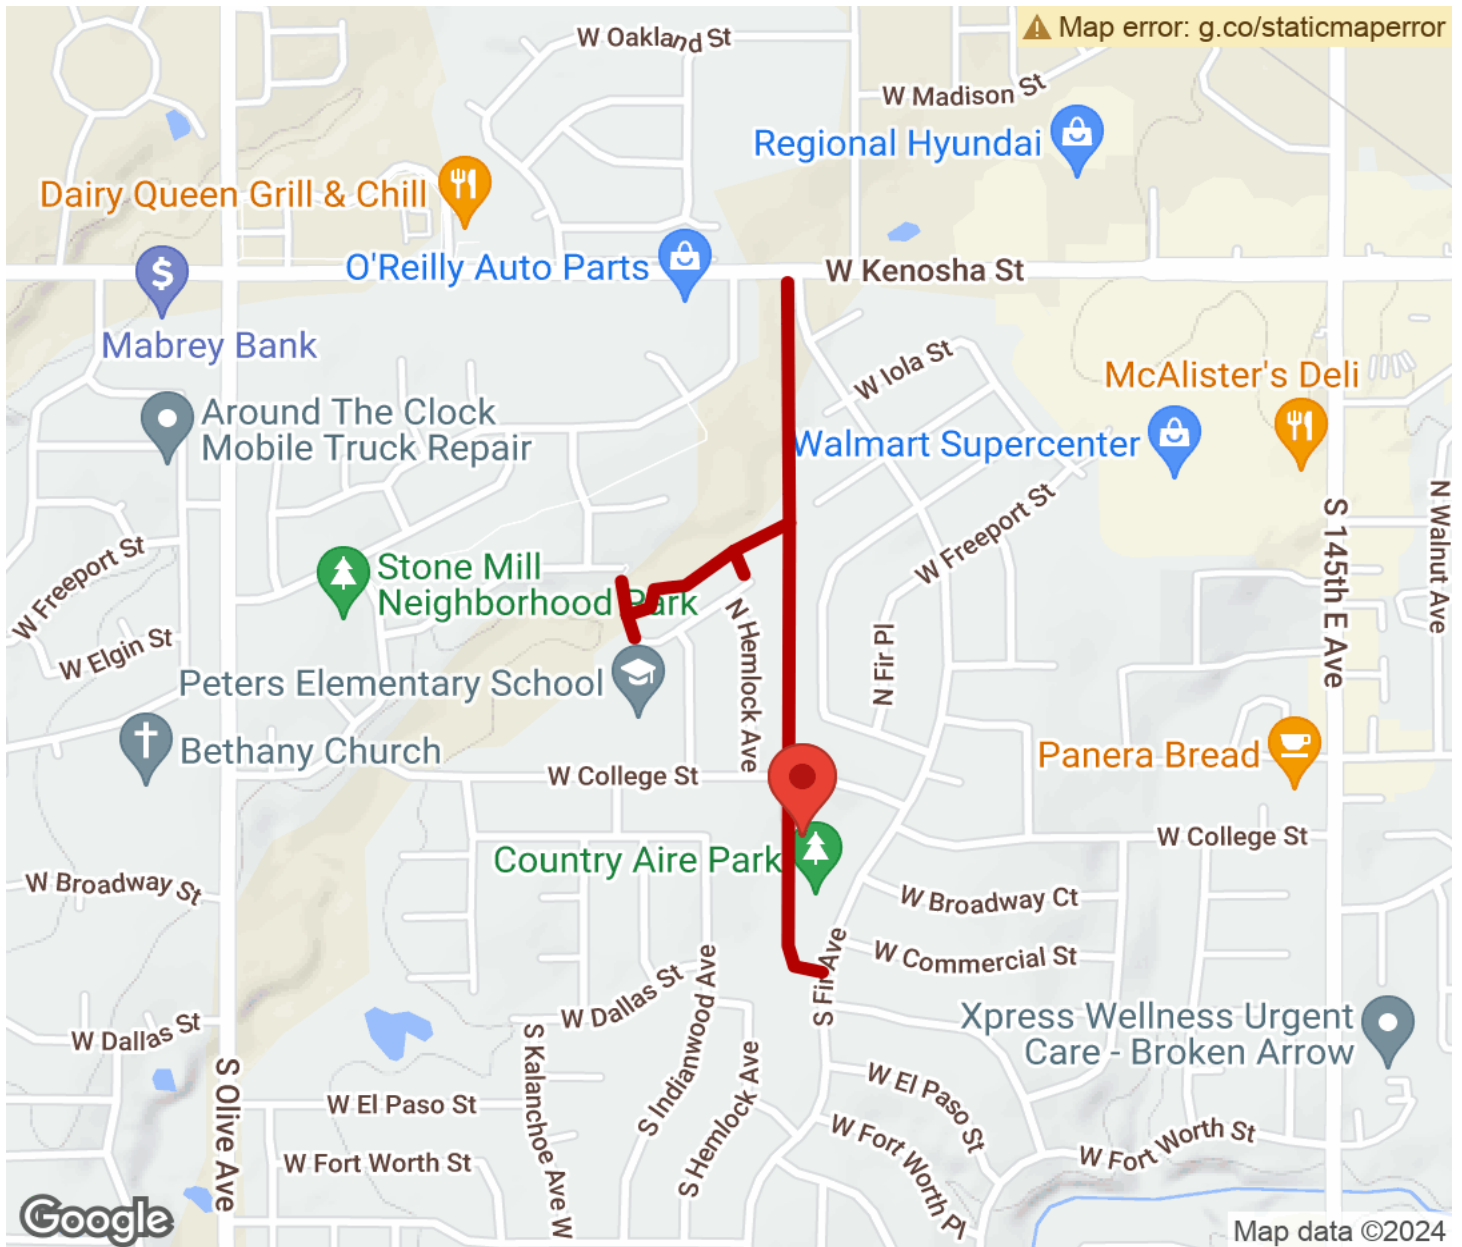 Map error: g.co/staticmaperror
W Oakland St
W Madison St
Regional Hyundai
Dairy Queen Grill & Chill
O'Reilly Auto Parts
W Kenosha St
Mabrey Bank
W Iola St
McAlister's Deli
Around The Clock
Mobile Truck Repair
Walmart Supercenter
W Freeport St
N Walnut Ave
S 145th E Ave
W Freeport St
Stone Mill
Neighborhood Park
N Hemlock Ave
W Elgin St
N Fir Pl
Peters Elementary School
Bethany Church
Panera Bread
W College St
W College St
Country Aire Park
W Broadway St
W Broadway Ct
W Commercial St
S Fir Ave
W Dallas St
W Dallas St
S Indianwood Ave
Xpress Wellness Urgent
Care - Broken Arrow
S Kalanchoe Ave W
S Hemlock Ave
S Olive Ave
W El Paso St
W El Paso St
W Fort Worth St
W Fort Worth Pl
W Fort Worth St
Google
Map data ©2024